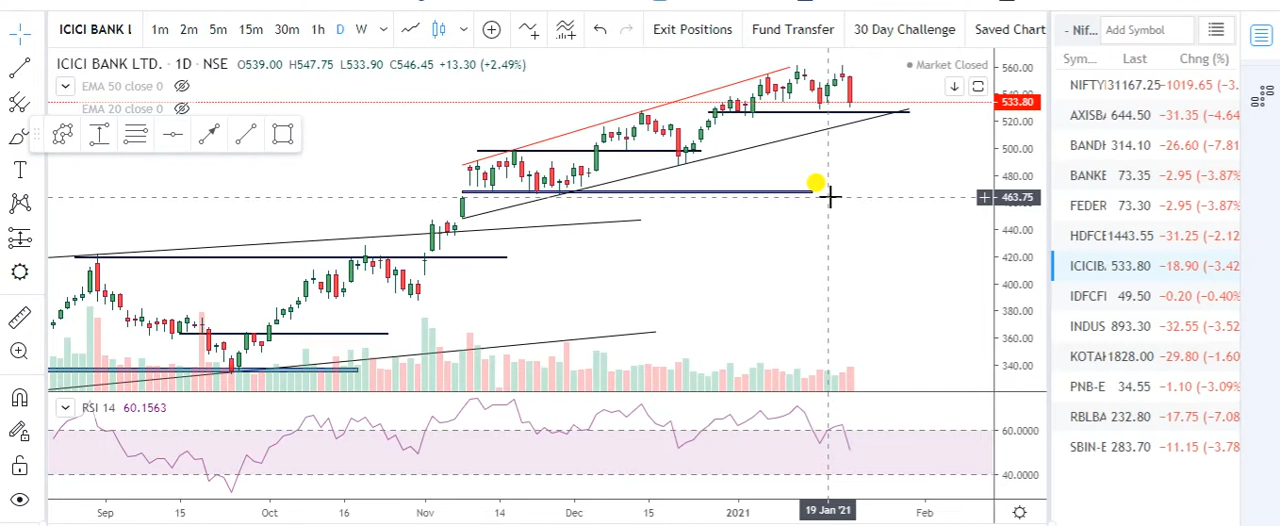 ICICI BANK L 1m 2m 5m 15m 30m 1h D W Exit Positions Fund Transfer 30 Day Challenge Saved Chart - Nif... Add Symbol
ICICI BANK LTD. · 1D · NSE O539.00 H547.75 L533.90 C546.45 +13.30 (+2.49%)
Market Closed
EMA 50 close 0
EMA 20 close 0
560.00
533.80
520.00
500.00
480.00
463.75
440.00
420.00
400.00
380.00
360.00
340.00
RSI 14 60.1563
60.0000
40.0000
Sep 15 Oct 16 Nov 14 Dec 15 2021 19 Jan '21 Feb
Sym... Last Chng (%)
NIFTY 31167.25 -1019.65 (-3.
AXISB 644.50 -31.35 (-4.64
BANDI 314.10 -26.60 (-7.81
BANKE 73.35 -2.95 (-3.87%
FEDER 73.30 -2.95 (-3.87%
HDFCE 1443.55 -31.25 (-2.12
ICICIB. 533.80 -18.90 (-3.42
IDFCFI 49.50 -0.20 (-0.40%
INDUS 893.30 -32.55 (-3.52
KOTAK 1828.00 -29.80 (-1.60
PNB-E 34.55 -1.10 (-3.09%
RBLBA 232.80 -17.75 (-7.08
SBIN-E 283.70 -11.15 (-3.78